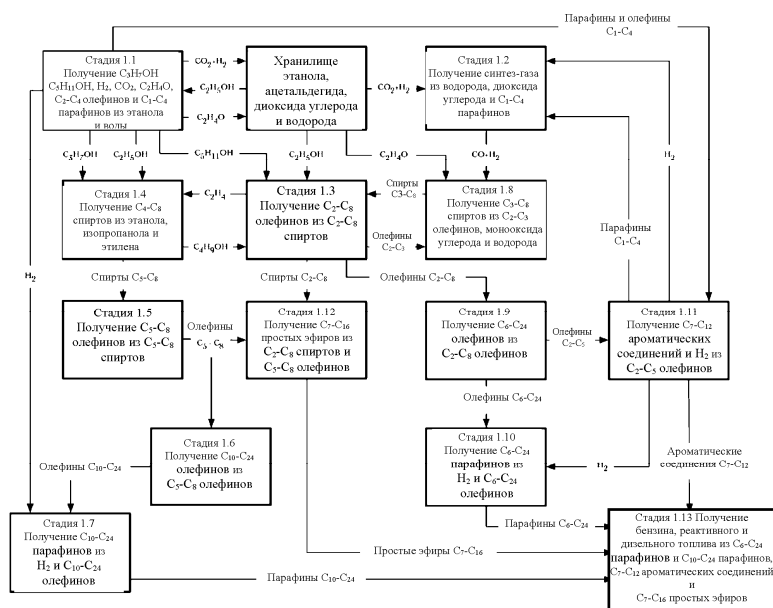 Парафины и олефины
C₁-C₄
Стадия 1.1
Получение C₃H₇OH
C₅H₁₁OH, H₂, CO₂, C₂H₄O,
C₂-C₄ олефинов и C₁-C₄
парафинов из этанола
и воды
CO₂+H₂
C₂H₅OH
C₂H₄O
Хранилище
этанола,
ацетальдегида,
диоксида углерода
и водорода
CO₂+H₂
Стадия 1.2
Получение синтез-газа
из водорода, диоксида
углерода и C₁-C₄
парафинов
C₃H₇OH
C₂H₅OH
C₅H₁₁OH
C₂H₅OH
C₂H₄O
CO+H₂
H₂
Стадия 1.4
Получение C₄-C₈
спиртов из этанола,
изопропанола и
этилена
C₂H₄
C₄H₉OH
Стадия 1.3
Получение C₂-C₈
олефинов из C₂-C₈
спиртов
Спирты
C3-C₈
Олефины
C₂-C₃
Стадия 1.8
Получение C₃-C₈
спиртов из C₂-C₃
олефинов, монооксида
углерода и водорода
Парафины
C₁-C₄
H₂
Спирты C₅-C₈
Спирты C₂-C₈
Олефины C₂-C₈
Стадия 1.5
Получение C₅-C₈
олефинов из C₅-C₈
спиртов
Олефины
C₅ - C₈
Стадия 1.12
Получение C₇-C₁₆
простых эфиров из
C₂-C₈ спиртов и
C₅-C₈ олефинов
Стадия 1.9
Получение C₆-C₂₄
олефинов из
C₂-C₈ олефинов
Олефины
C₂-C₅
Стадия 1.11
Получение C₇-C₁₂
ароматических
соединений и H₂ из
C₂-C₅ олефинов
Олефины C₆-C₂₄
Стадия 1.6
Получение C₁₀-C₂₄
олефинов из
C₅-C₈ олефинов
Олефины C₁₀-C₂₄
Стадия 1.10
Получение C₆-C₂₄
парафинов из
H₂ и C₆-C₂₄
олефинов
H₂
Ароматические
соединения C₇-C₁₂
Стадия 1.7
Получение C₁₀-C₂₄
парафинов из
H₂ и C₁₀-C₂₄
олефинов
Парафины C₆-C₂₄
Простые эфиры C₇-C₁₆
Парафины C₁₀-C₂₄
Стадия 1.13 Получение
бензина, реактивного и
дизельного топлива из C₆-C₂₄
парафинов и C₁₀-C₂₄ парафинов,
C₇-C₁₂ ароматических соединений
и
C₇-C₁₆ простых эфиров